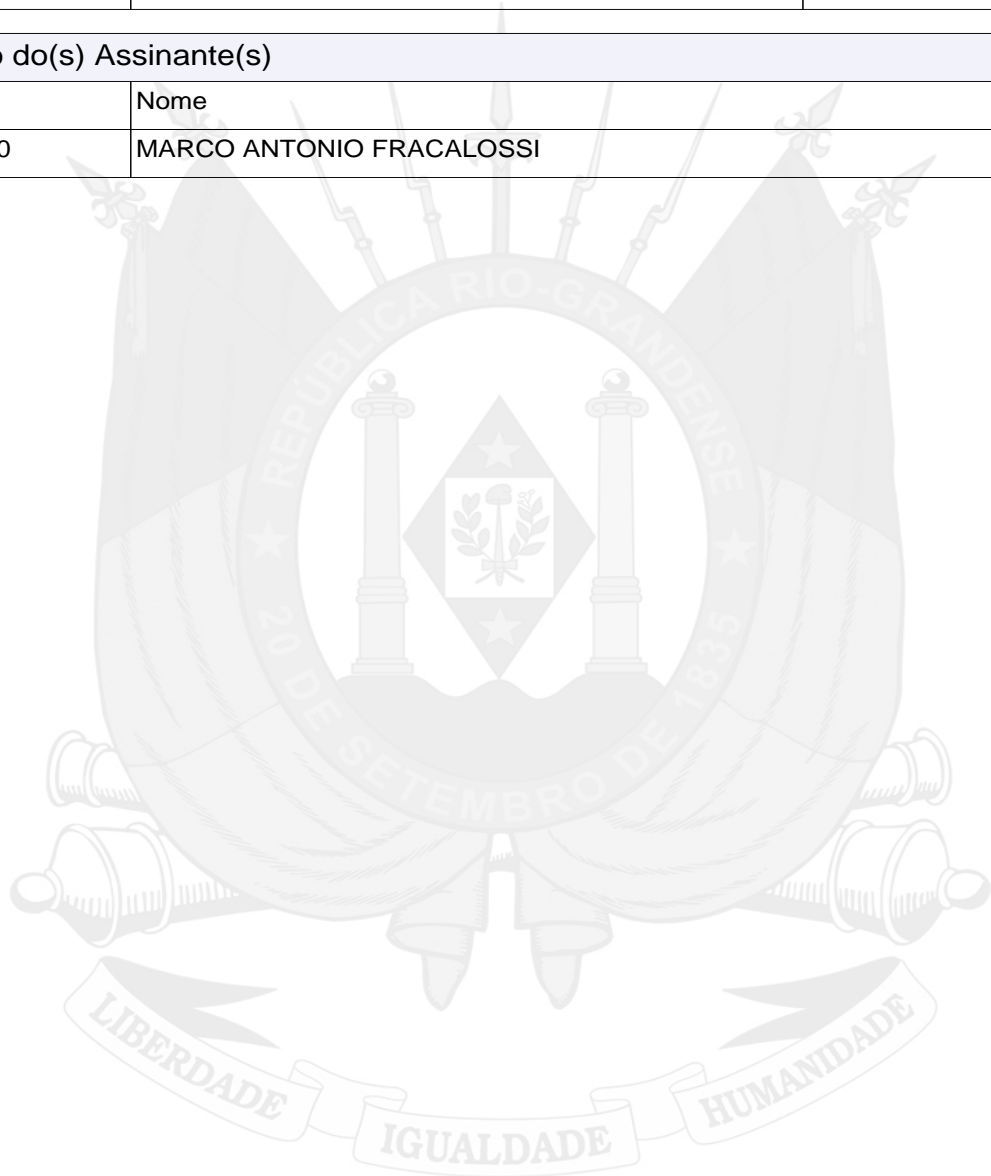 do(s) Assinante(s)
Nome
0 MARCO ANTONIO FRACALOSSI
REPÚBLICA RIO-GRANDENSE
20 DE SETEMBRO DE 1835
LIBERDADE
IGUALDADE
HUMANIDADE